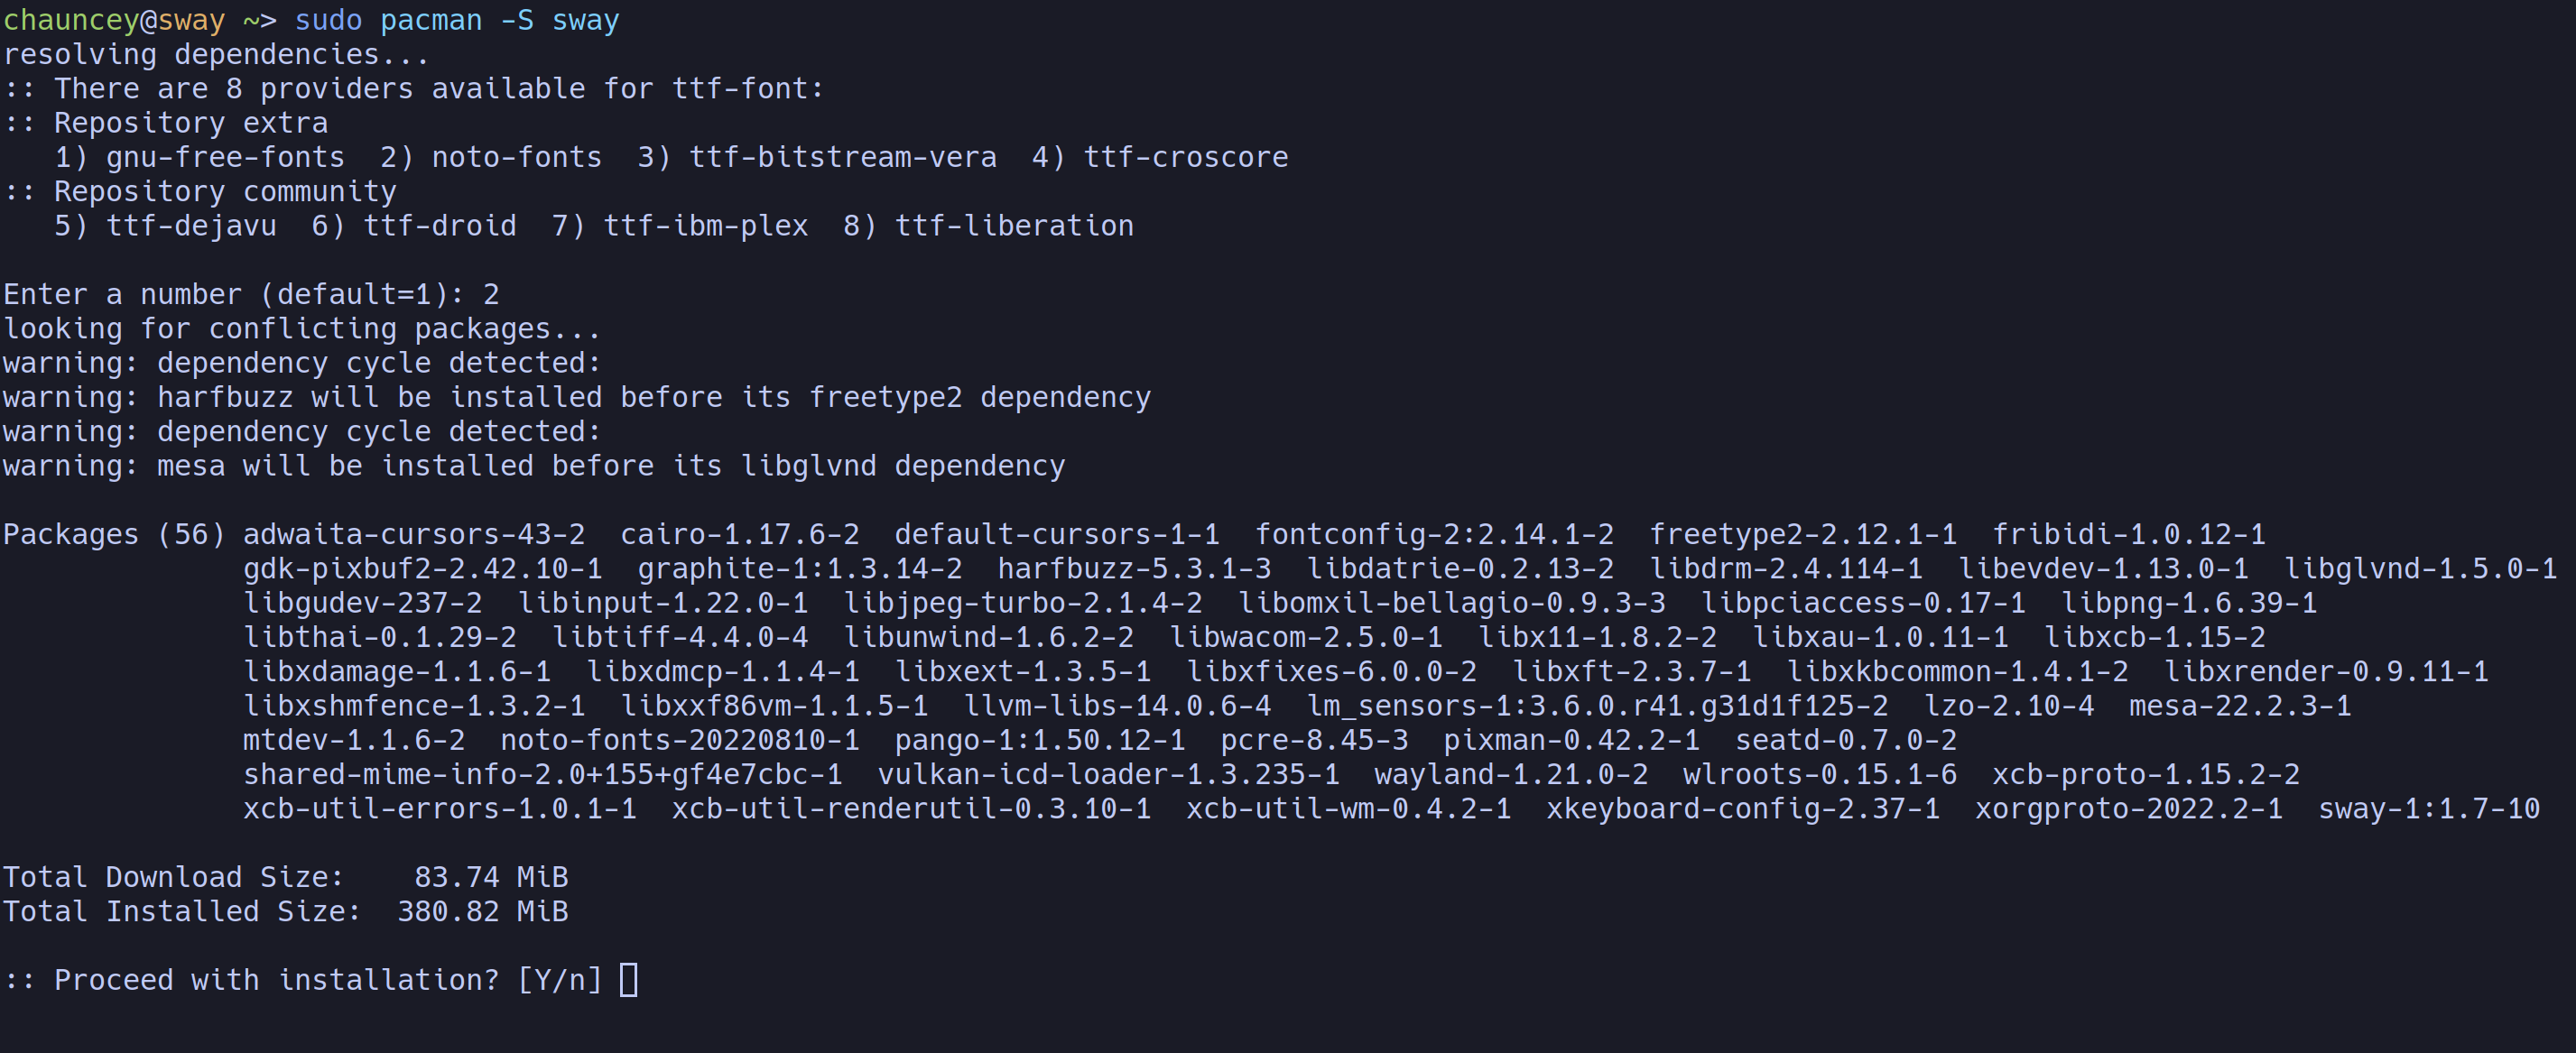 chauncey@sway ~> sudo pacman -S sway
resolving dependencies...
:: There are 8 providers available for ttf-font:
:: Repository extra
   1) gnu-free-fonts  2) noto-fonts  3) ttf-bitstream-vera  4) ttf-croscore
:: Repository community
   5) ttf-dejavu  6) ttf-droid  7) ttf-ibm-plex  8) ttf-liberation

Enter a number (default=1): 2
looking for conflicting packages...
warning: dependency cycle detected:
warning: harfbuzz will be installed before its freetype2 dependency
warning: dependency cycle detected:
warning: mesa will be installed before its libglvnd dependency

Packages (56) adwaita-cursors-43-2  cairo-1.17.6-2  default-cursors-1-1  fontconfig-2:2.14.1-2  freetype2-2.12.1-1  fribidi-1.0.12-1
              gdk-pixbuf2-2.42.10-1  graphite-1:1.3.14-2  harfbuzz-5.3.1-3  libdatrie-0.2.13-2  libdrm-2.4.114-1  libevdev-1.13.0-1  libglvnd-1.5.0-1
              libgudev-237-2  libinput-1.22.0-1  libjpeg-turbo-2.1.4-2  libomxil-bellagio-0.9.3-3  libpciaccess-0.17-1  libpng-1.6.39-1
              libthai-0.1.29-2  libtiff-4.4.0-4  libunwind-1.6.2-2  libwacom-2.5.0-1  libx11-1.8.2-2  libxau-1.0.11-1  libxcb-1.15-2
              libxdamage-1.1.6-1  libxdmcp-1.1.4-1  libxext-1.3.5-1  libxfixes-6.0.0-2  libxft-2.3.7-1  libxkbcommon-1.4.1-2  libxrender-0.9.11-1
              libxshmfence-1.3.2-1  libxxf86vm-1.1.5-1  llvm-libs-14.0.6-4  lm_sensors-1:3.6.0.r41.g31d1f125-2  lzo-2.10-4  mesa-22.2.3-1
              mtdev-1.1.6-2  noto-fonts-20220810-1  pango-1:1.50.12-1  pcre-8.45-3  pixman-0.42.2-1  seatd-0.7.0-2
              shared-mime-info-2.0+155+gf4e7cbc-1  vulkan-icd-loader-1.3.235-1  wayland-1.21.0-2  wlroots-0.15.1-6  xcb-proto-1.15.2-2
              xcb-util-errors-1.0.1-1  xcb-util-renderutil-0.3.10-1  xcb-util-wm-0.4.2-1  xkeyboard-config-2.37-1  xorgproto-2022.2-1  sway-1:1.7-10

Total Download Size:    83.74 MiB
Total Installed Size:  380.82 MiB

:: Proceed with installation? [Y/n]